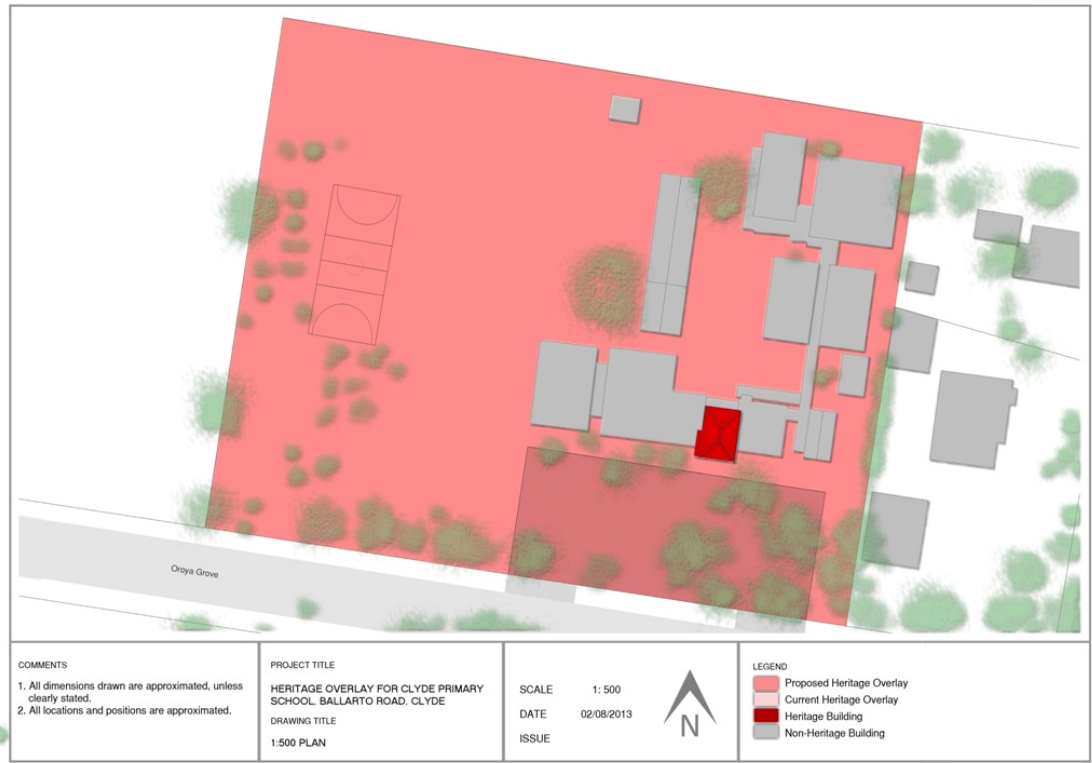 Oroya Grove
COMMENTS
1. All dimensions drawn are approximated, unless
clearly stated.
2. All locations and positions are approximated.
PROJECT TITLE
HERITAGE OVERLAY FOR CLYDE PRIMARY
SCHOOL, BALLARTO ROAD, CLYDE
DRAWING TITLE
1:500 PLAN
SCALE 1: 500
DATE 02/08/2013
ISSUE
N
LEGEND
Proposed Heritage Overlay
Current Heritage Overlay
Heritage Building
Non-Heritage Building